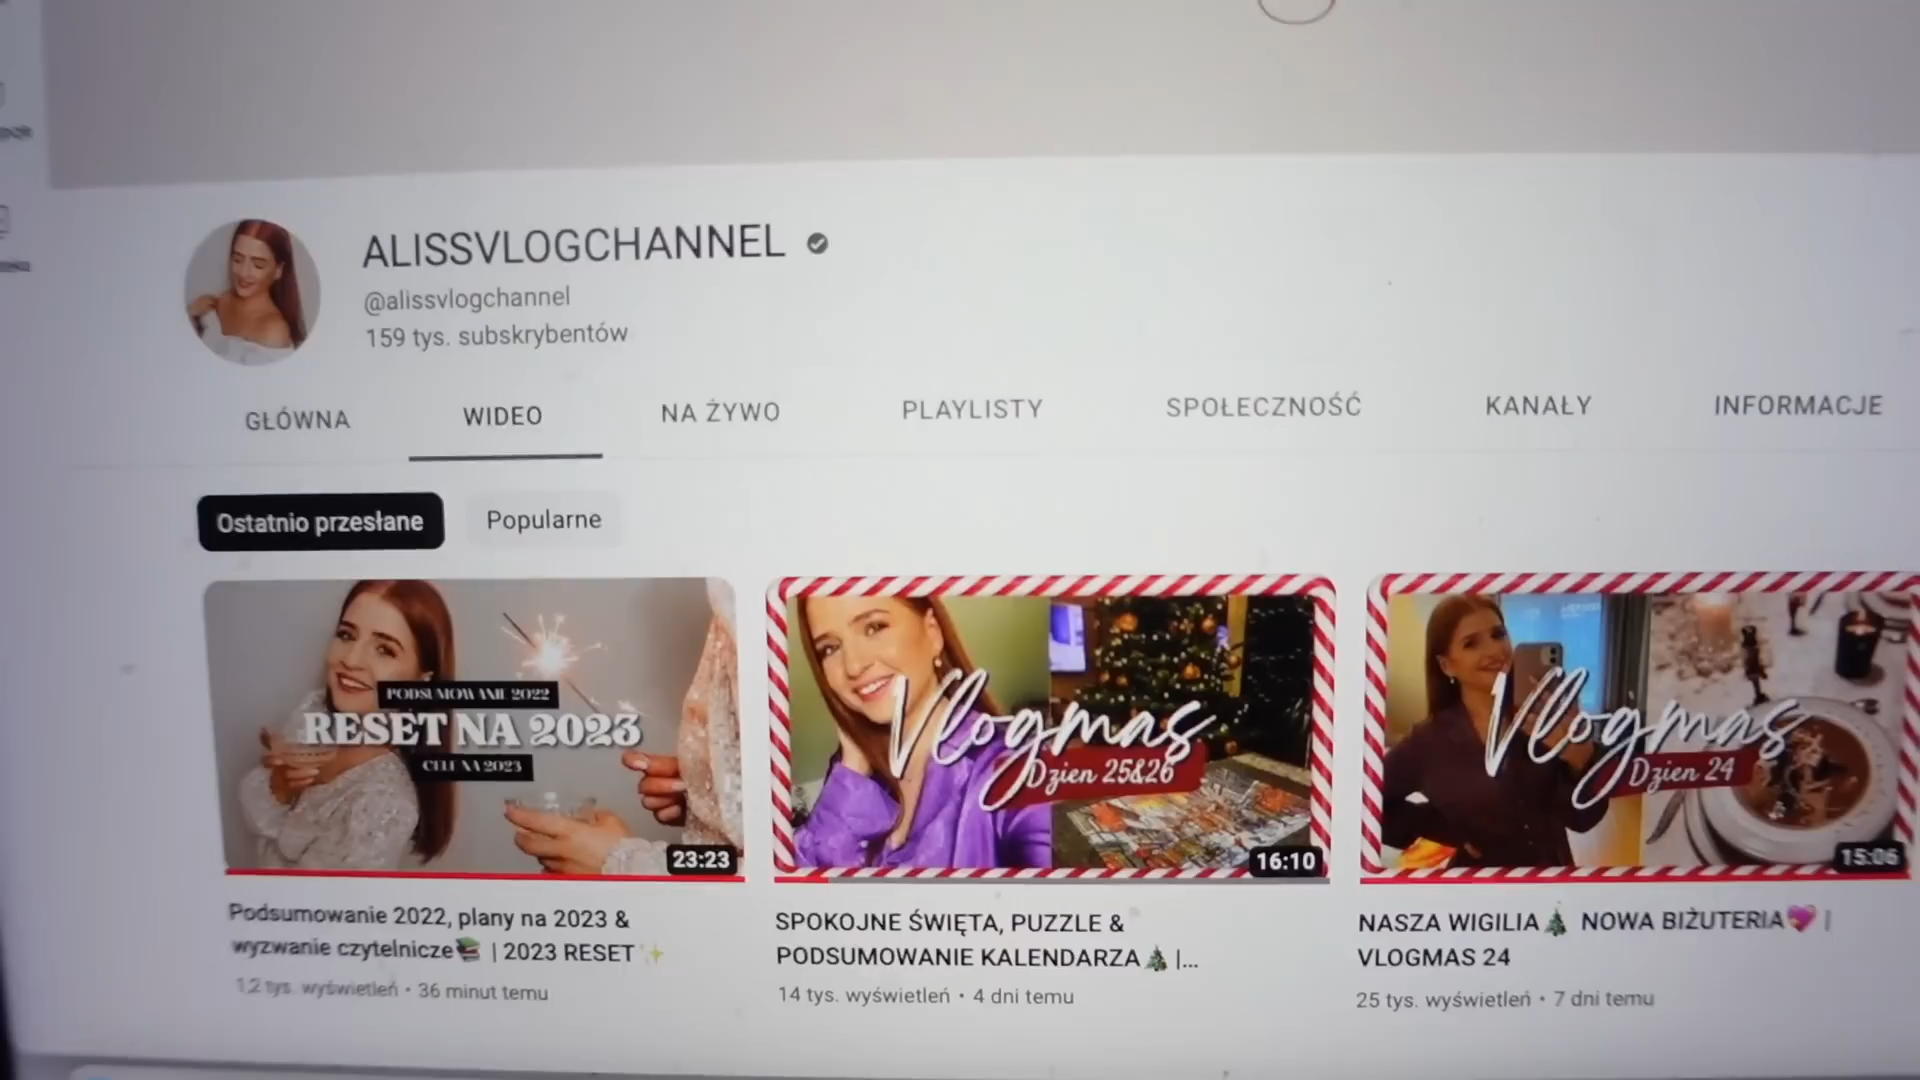 ALISSVLOGCHANNEL
@alissvlogchannel
159 tys. subskrybentów
GŁÓWNA
WIDEO
NA ŻYWO
PLAYLISTY
SPOŁECZNOŚĆ
KANAŁY
INFORMACJE
Ostatnio przesłane
Popularne
PODSUMOWANIE 2022
RESET NA 2023
CELE NA 2023
23:23
Vlogmas
Dzien 25&26
16:10
Vlogmas
Dzien 24
15:06
Podsumowanie 2022, plany na 2023 &
wyzwanie czytelnicze📚 | 2023 RESET✨
1,2 tys. wyświetleń • 36 minut temu
SPOKOJNE ŚWIĘTA, PUZZLE &
PODSUMOWANIE KALENDARZA🎄 |...
14 tys. wyświetleń • 4 dni temu
NASZA WIGILIA🎄 NOWA BIŻUTERIA💖 |
VLOGMAS 24
25 tys. wyświetleń • 7 dni temu